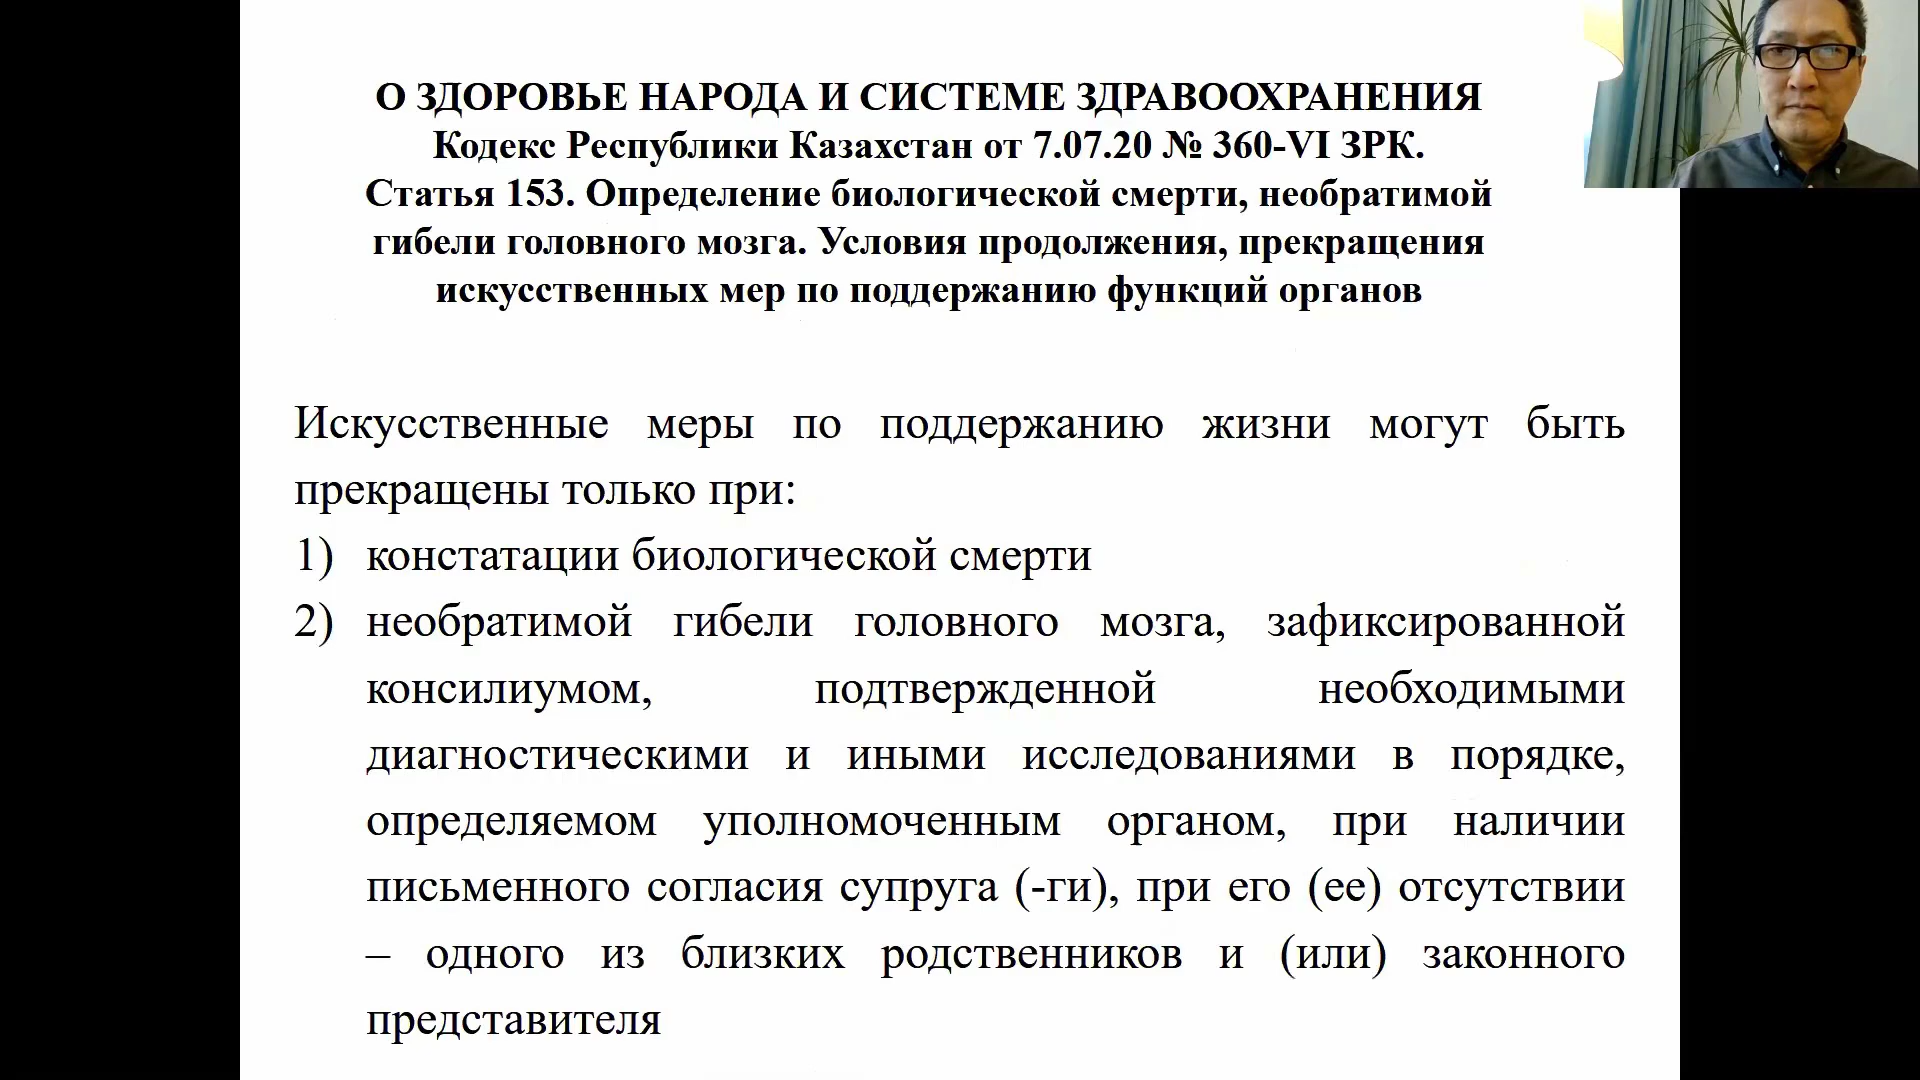 О ЗДОРОВЬЕ НАРОДА И СИСТЕМЕ ЗДРАВООХРАНЕНИЯ
Кодекс Республики Казахстан от 7.07.20 № 360-VI ЗРК.
Статья 153. Определение биологической смерти, необратимой
гибели головного мозга. Условия продолжения, прекращения
искусственных мер по поддержанию функций органов
Искусственные меры по поддержанию жизни могут быть
прекращены только при:
1) констатации биологической смерти
2) необратимой гибели головного мозга, зафиксированной
консилиумом, подтвержденной необходимыми
диагностическими и иными исследованиями в порядке,
определяемом уполномоченным органом, при наличии
письменного согласия супруга (-ги), при его (ее) отсутствии
– одного из близких родственников и (или) законного
представителя